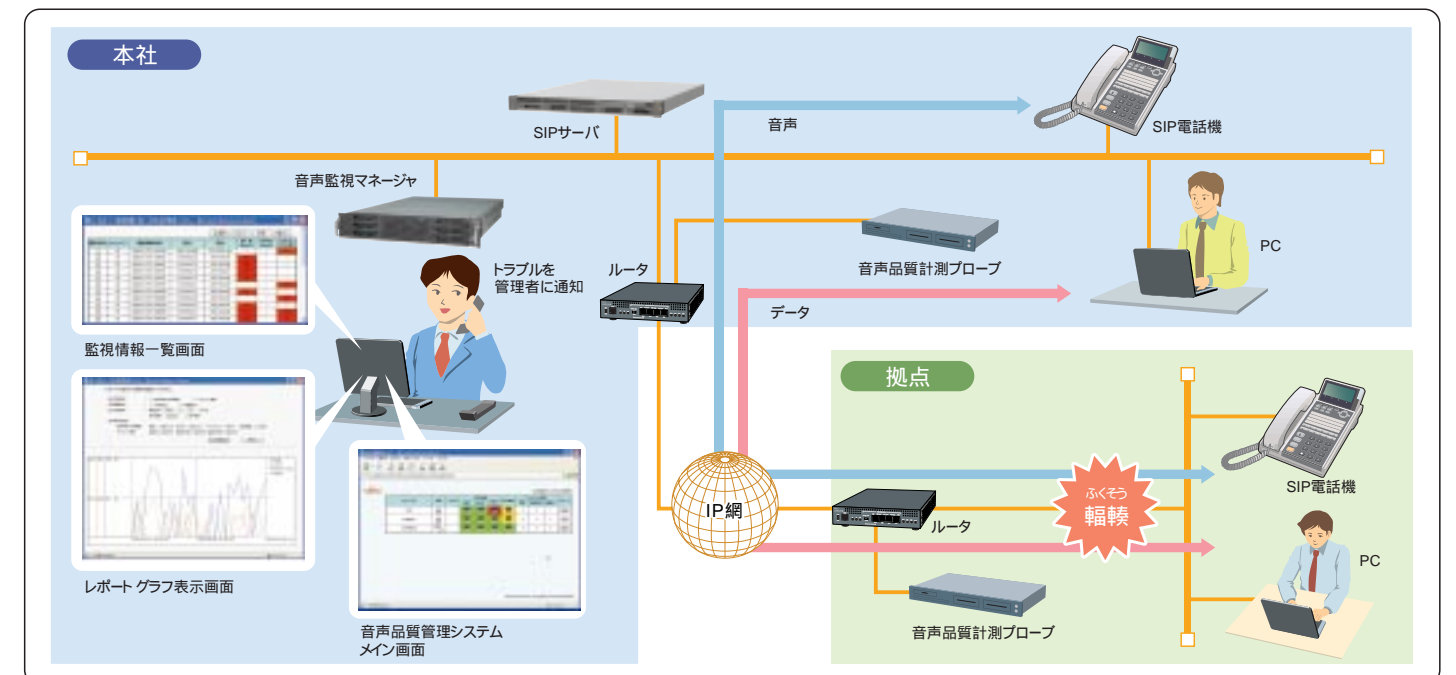 本社
SIPサーバ
音声
SIP電話機
音声監視マネージャ
トラブルを
管理者に通知
ルータ
音声品質計測プローブ
PC
データ
監視情報一覧画面
レポート グラフ表示画面
音声品質管理システム
メイン画面
IP網
拠点
ルータ
ふくそう
輻輳
SIP電話機
PC
音声品質計測プローブ